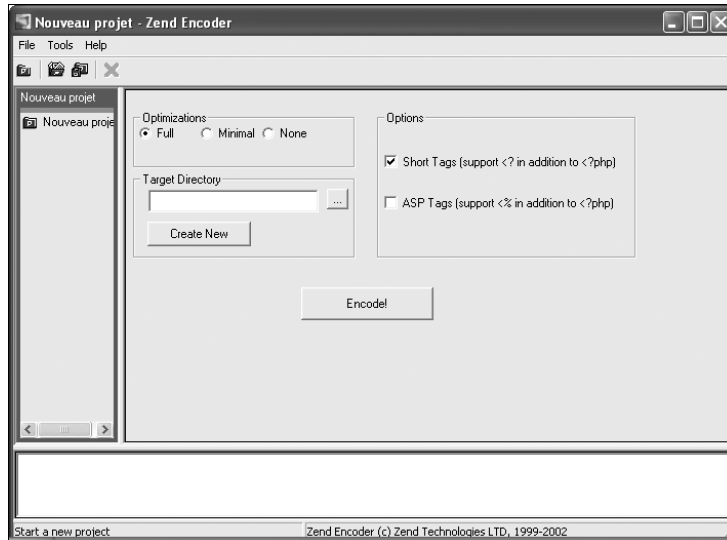 Nouveau projet - Zend Encoder
File Tools Help
Nouveau projet
Nouveau proje
Optimizations
Full Minimal None
Target Directory
...
Create New
Options
Short Tags (support <? in addition to <?php)
ASP Tags (support <% in addition to <?php)
Encode!
Start a new project
Zend Encoder (c) Zend Technologies LTD, 1999-2002